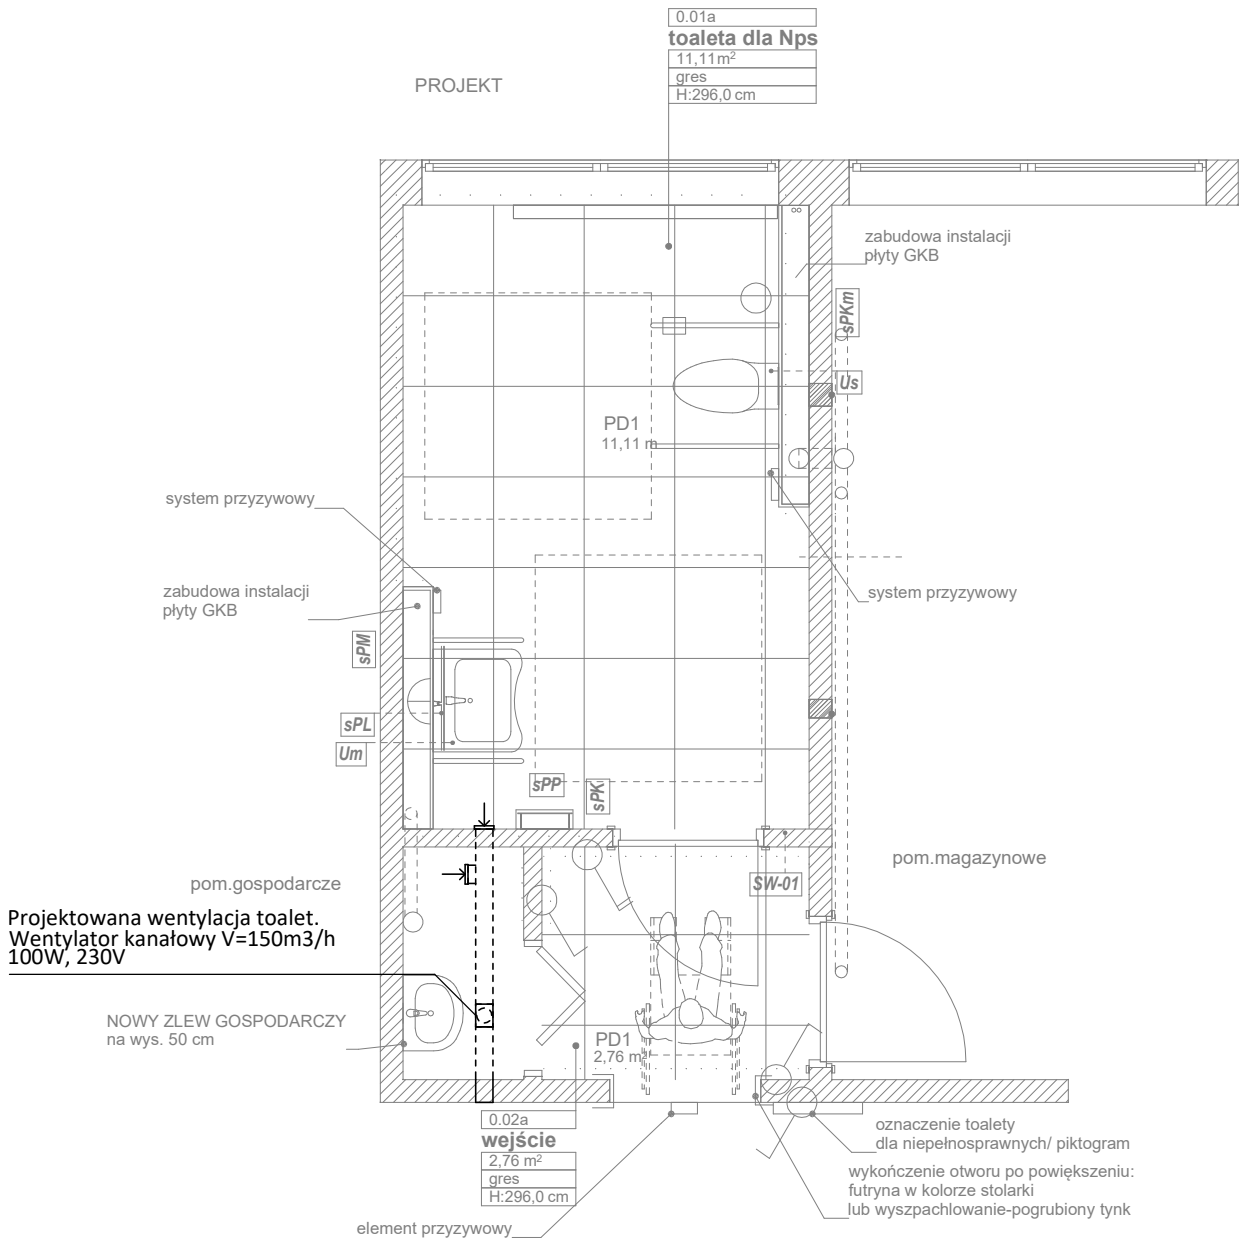 0.01a
toaleta dla Nps
11,11m²
gres
H:296,0 cm
PROJEKT
zabudowa instalacji
płyty GKB
sPKm
Us
PD1
11,11 m
system przyzywowy
zabudowa instalacji
płyty GKB
system przyzywowy
sPM
sPL
Um
sPP
sPK
SW-01
pom.magazynowe
pom.gospodarcze
Projektowana wentylacja toalet.
Wentylator kanałowy V=150m3/h
100W, 230V
NOWY ZLEW GOSPODARCZY
na wys. 50 cm
PD1
2,76 m²
0.02a
wejście
2,76 m²
gres
H:296,0 cm
element przyzywowy
oznaczenie toalety
dla niepełnosprawnych/ piktogram
wykończenie otworu po powiększeniu:
futryna w kolorze stolarki
lub wyszpachlowanie-pogrubiony tynk